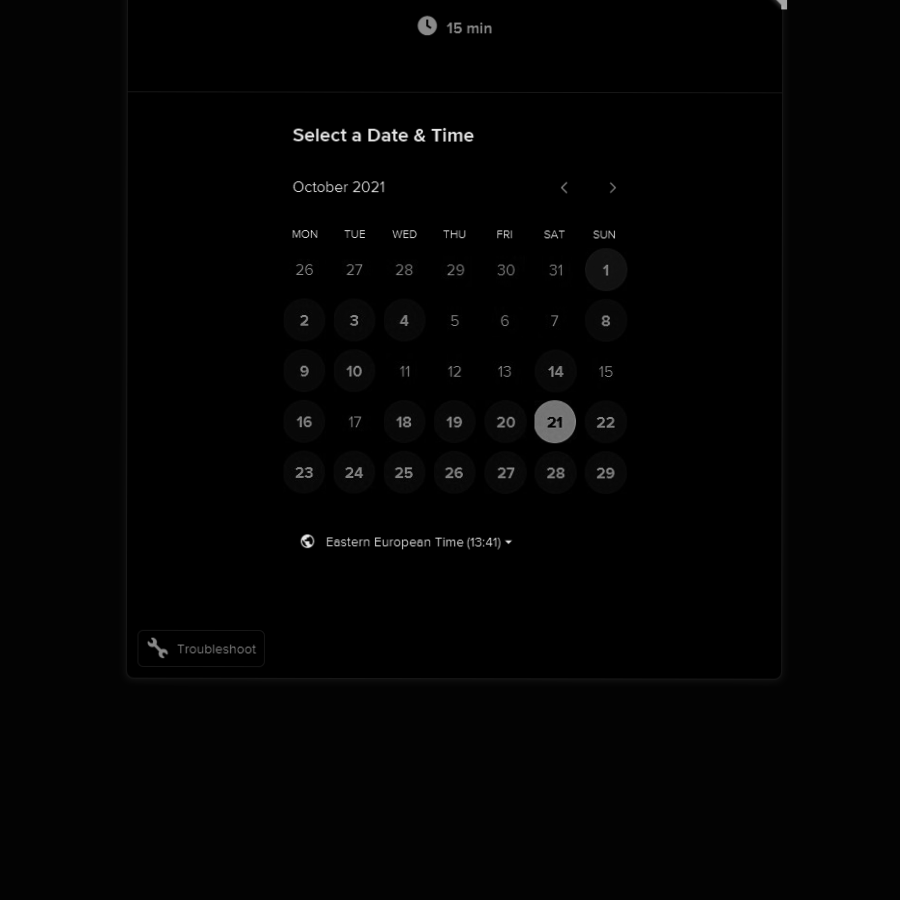 15 min
Select a Date & Time
October 2021
MON TUE WED THU FRI SAT SUN
26 27 28 29 30 31 1
2 3 4 5 6 7 8
9 10 11 12 13 14 15
16 17 18 19 20 21 22
23 24 25 26 27 28 29
Eastern European Time (13:41)
Troubleshoot